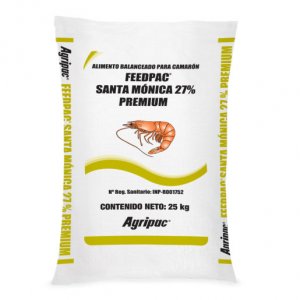 ALIMENTO BALANCEADO PARA CAMARÓN
FEEDPAC®
SANTA MÓNICA 27%
PREMIUM
Nº Reg. Sanitario: INP-B001752
CONTENIDO NETO: 25 kg
Agripac®
FEEDPAC SANTA MÓNICA 27% PREMIUM
Agripac®
FEEDPAC SANTA MÓNICA 27% PREMIUM
Agripac®